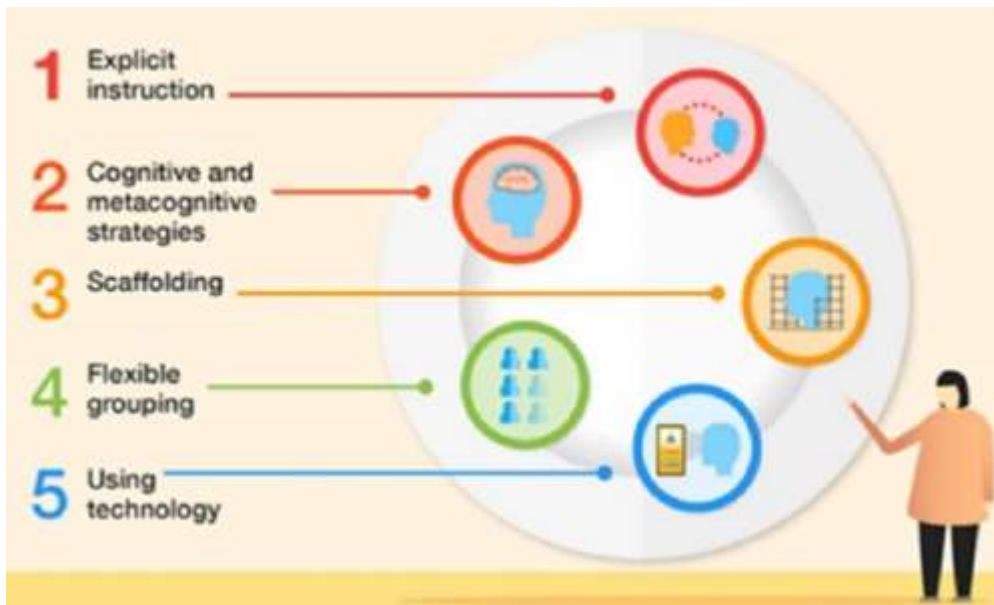 1 Explicit
instruction
2 Cognitive and
metacognitive
strategies
3 Scaffolding
4 Flexible
grouping
5 Using
technology